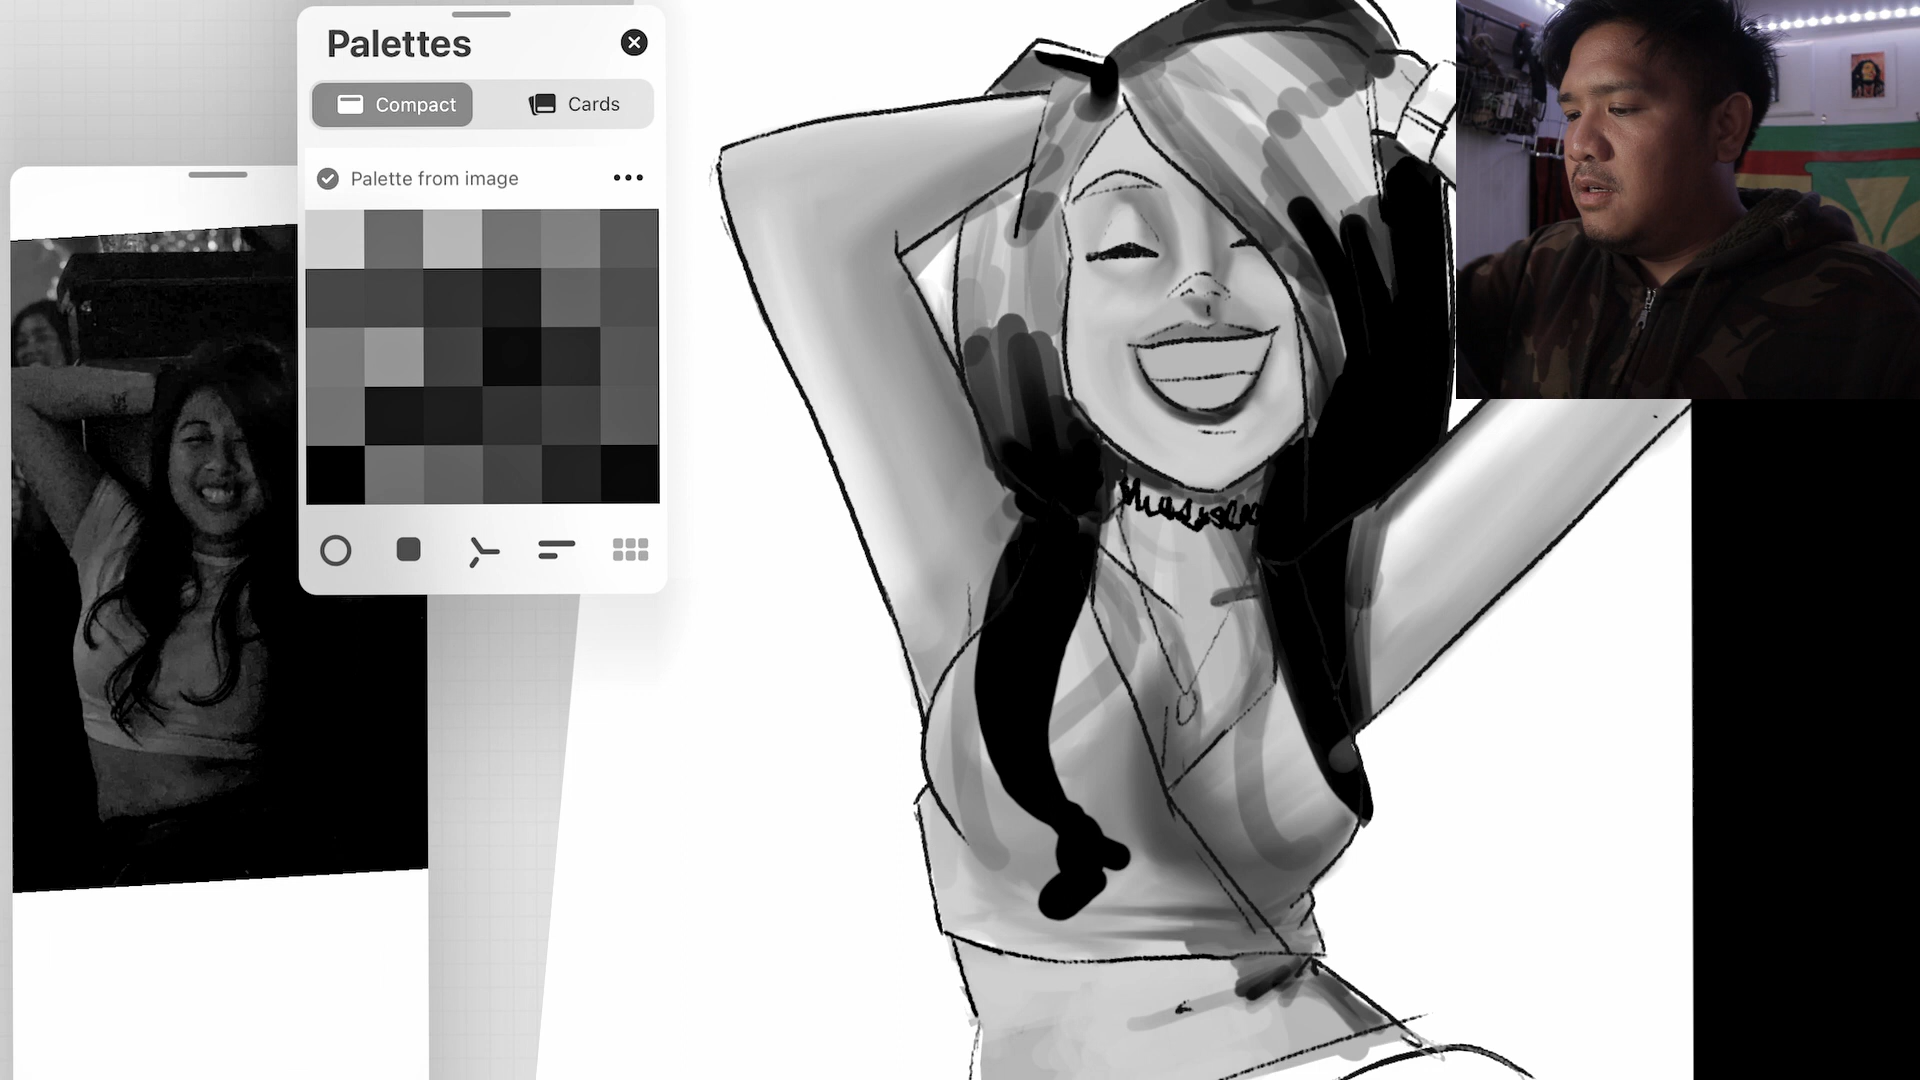 Palettes
Compact
Cards
Palette from image